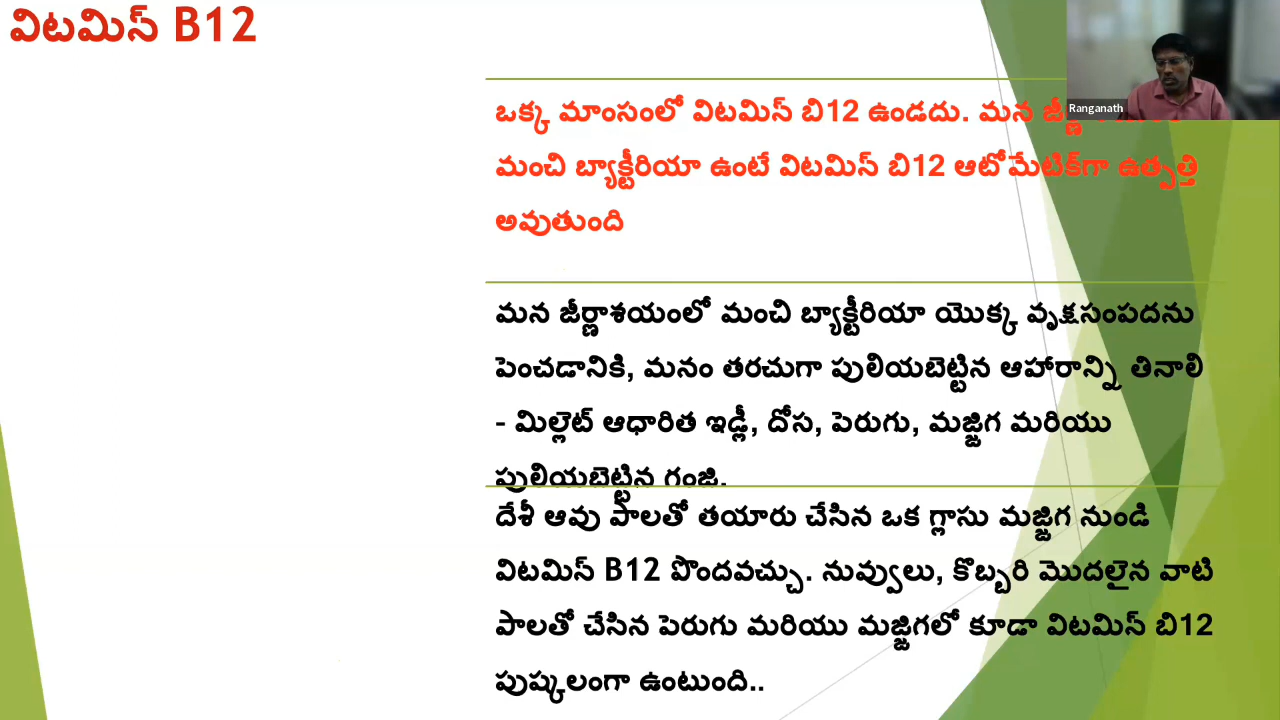 విటమిన్ B12
Ranganath
ఒక్క మాంసంలో విటమిన్ బి12 ఉండదు. మన
మంచి బ్యాక్టీరియా ఉంటే విటమిన్ బి12 ఆటోమేటిక్‌గా ఉత్పత్తి
అవుతుంది
మన జీర్ణాశయంలో మంచి బ్యాక్టీరియా యొక్క వృక్షసంపదను
పెంచడానికి, మనం తరచుగా పులియబెట్టిన ఆహారాన్ని తినాలి
- మిల్లెట్ ఆధారిత ఇడ్లీ, దోస, పెరుగు, మజ్జిగ మరియు
పులియబెట్టిన గంజి.
దేశీ ఆవు పాలతో తయారు చేసిన ఒక గ్లాసు మజ్జిగ నుండి
విటమిన్ B12 పొందవచ్చు. నువ్వులు, కొబ్బరి మొదలైన వాటి
పాలతో చేసిన పెరుగు మరియు మజ్జిగలో కూడా విటమిన్ బి12
పుష్కలంగా ఉంటుంది..